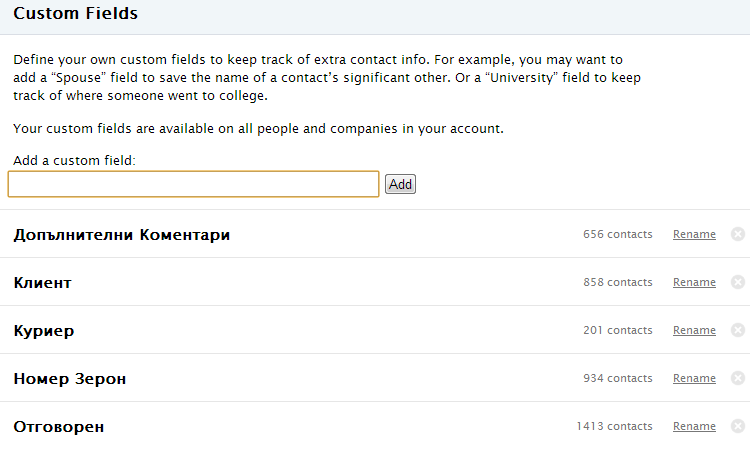 Custom Fields
Define your own custom fields to keep track of extra contact info. For example, you may want to
add a “Spouse” field to save the name of a contact’s significant other. Or a “University” field to keep
track of where someone went to college.
Your custom fields are available on all people and companies in your account.
Add a custom field:
Add
Допълнителни Коментари 656 contacts Rename
Клиент 858 contacts Rename
Куриер 201 contacts Rename
Номер Зерон 934 contacts Rename
Отговорен 1413 contacts Rename